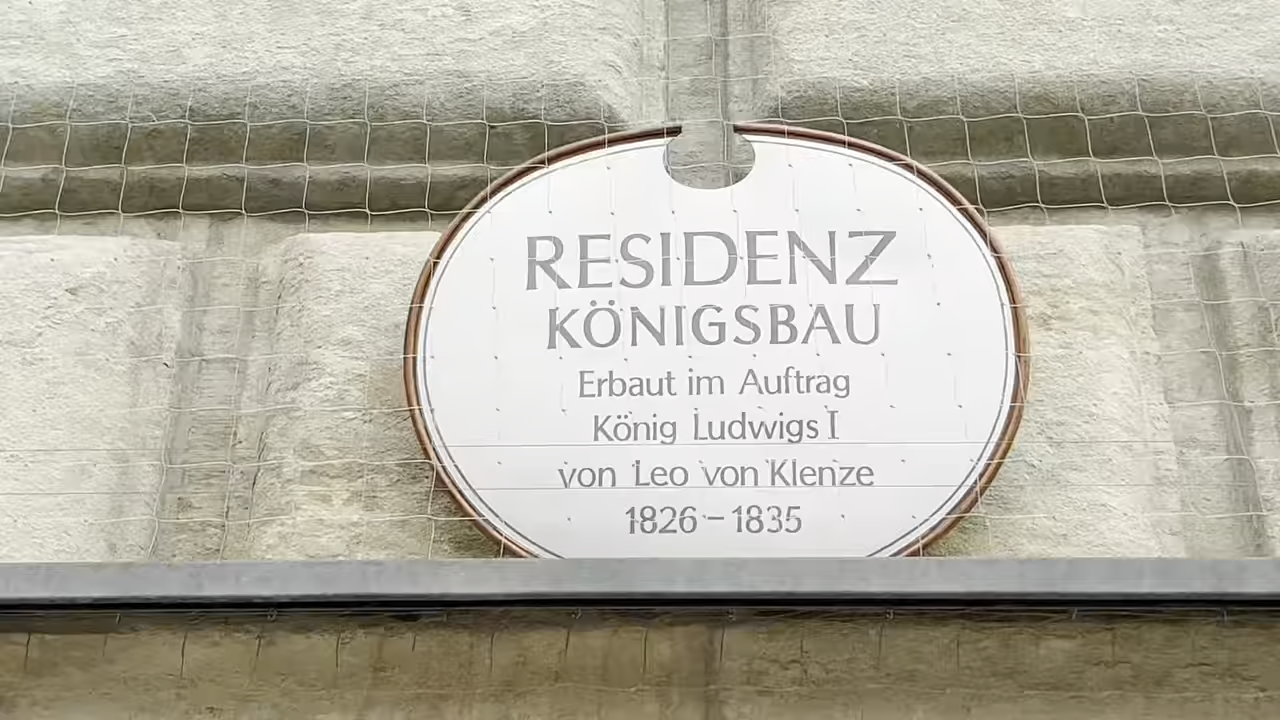 RESIDENZ
KÖNIGSBAU
Erbaut im Auftrag
König Ludwigs I
von Leo von Klenze
1826 – 1835